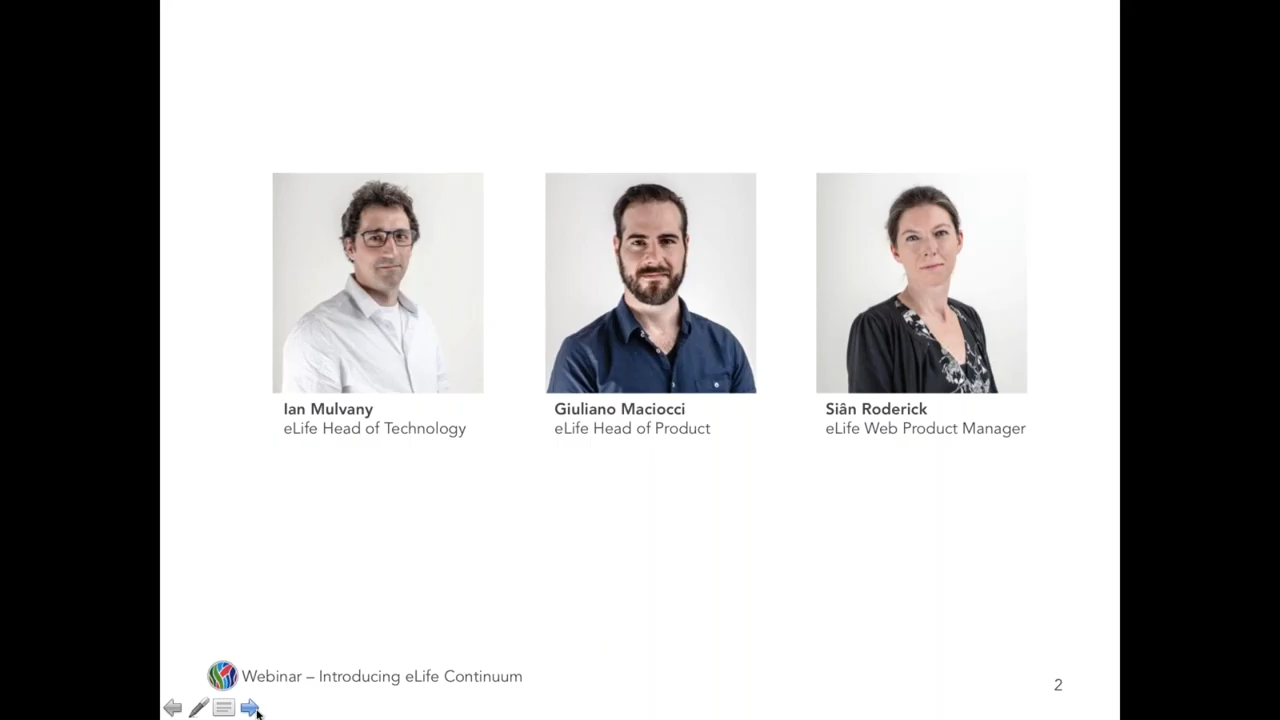 Ian Mulvany
eLife Head of Technology
Giuliano Maciocci
eLife Head of Product
Siân Roderick
eLife Web Product Manager
Webinar – Introducing eLife Continuum
2